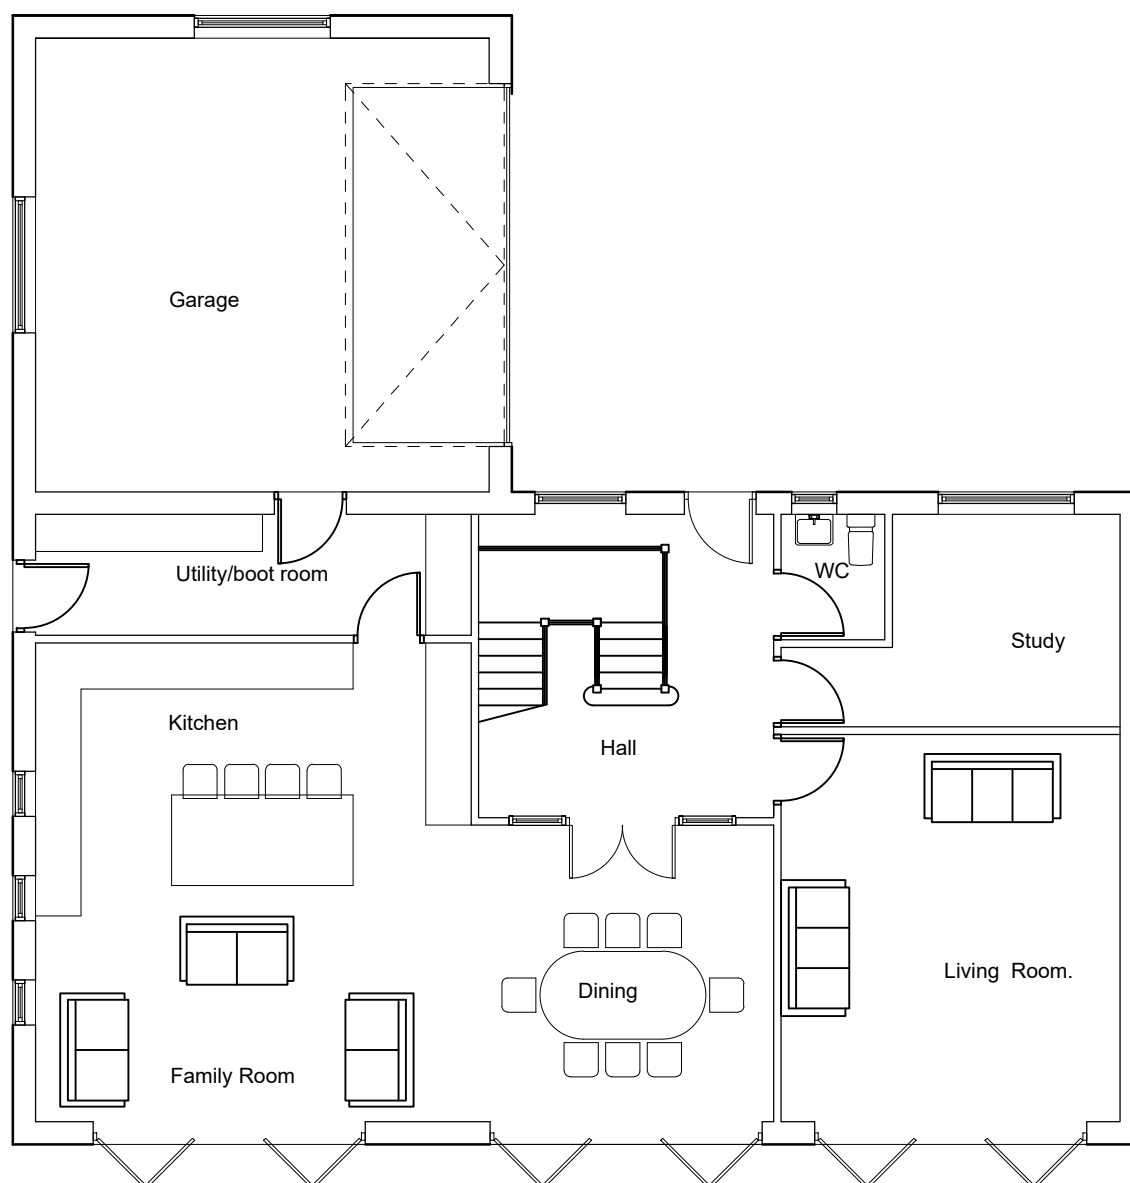 Garage
Utility/boot room
WC
Study
Kitchen
Hall
Living Room.
Dining
Family Room